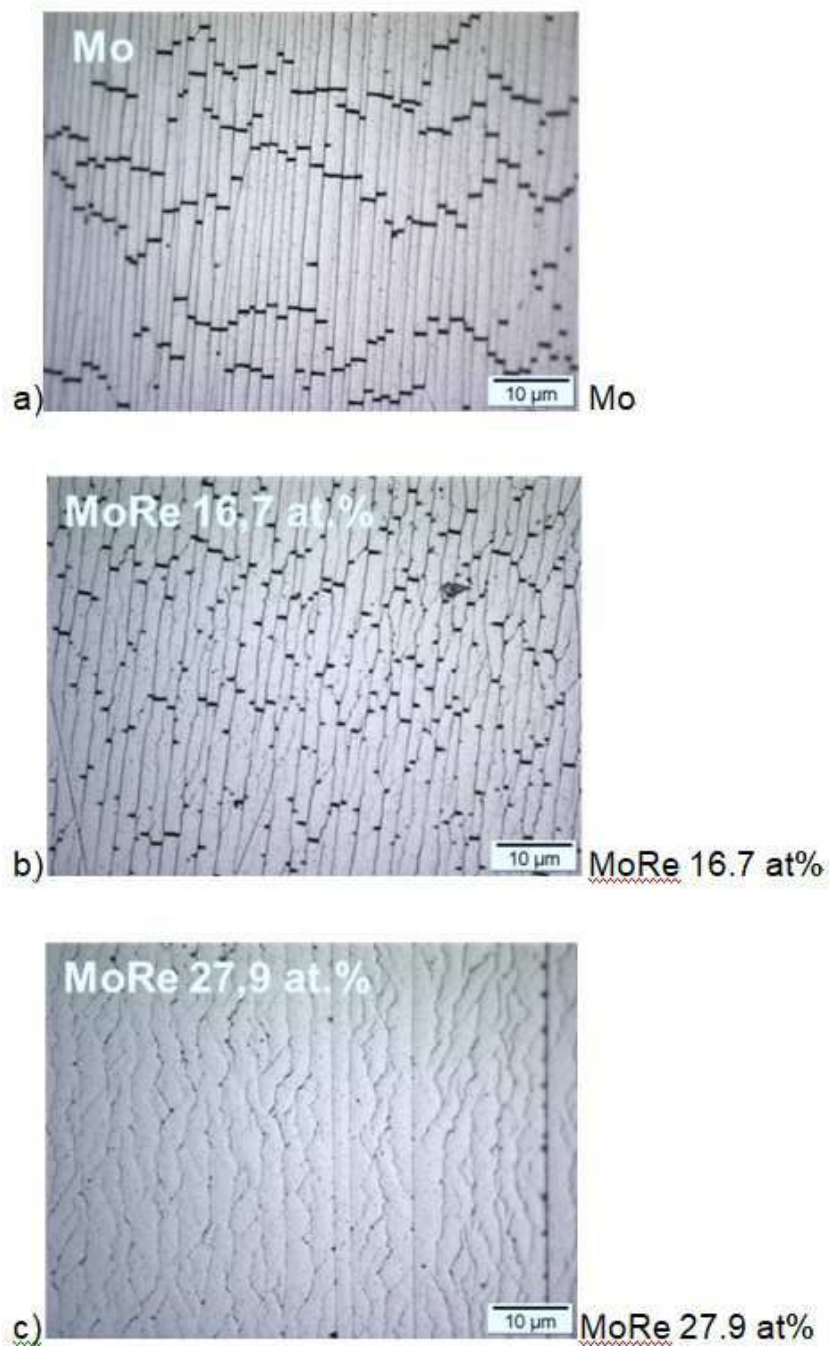 Mo
10 µm
a) Mo
MoRe 16,7 at.%
10 µm
b) MoRe 16.7 at%
MoRe 27,9 at.%
10 µm
c) MoRe 27.9 at%